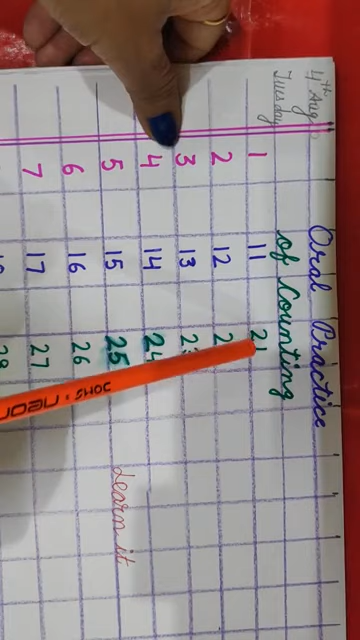 4th Aug
Tuesday
Oral Practice
of Counting
1 11 21
2 12
3 13
4 14 24
5 15 25
6 16 26
7 17 27
Learn it
DOMS NEON